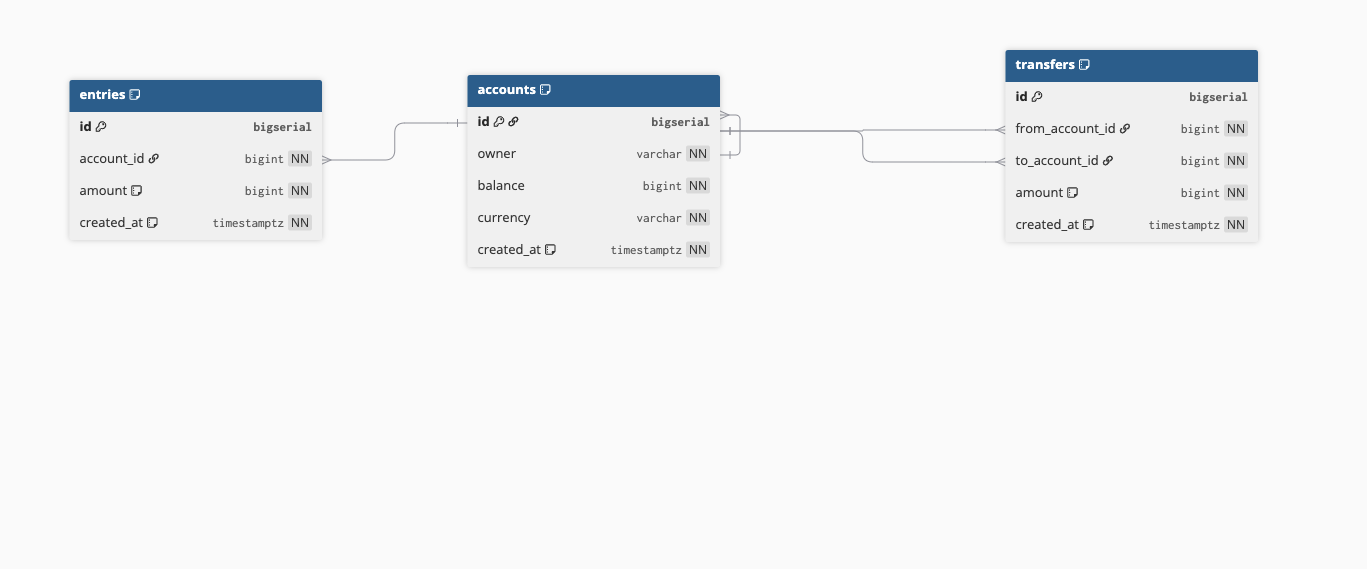 entries
id bigserial
account_id bigint NN
amount bigint NN
created_at timestamptz NN
accounts
id bigserial
owner varchar NN
balance bigint NN
currency varchar NN
created_at timestamptz NN
transfers
id bigserial
from_account_id bigint NN
to_account_id bigint NN
amount bigint NN
created_at timestamptz NN